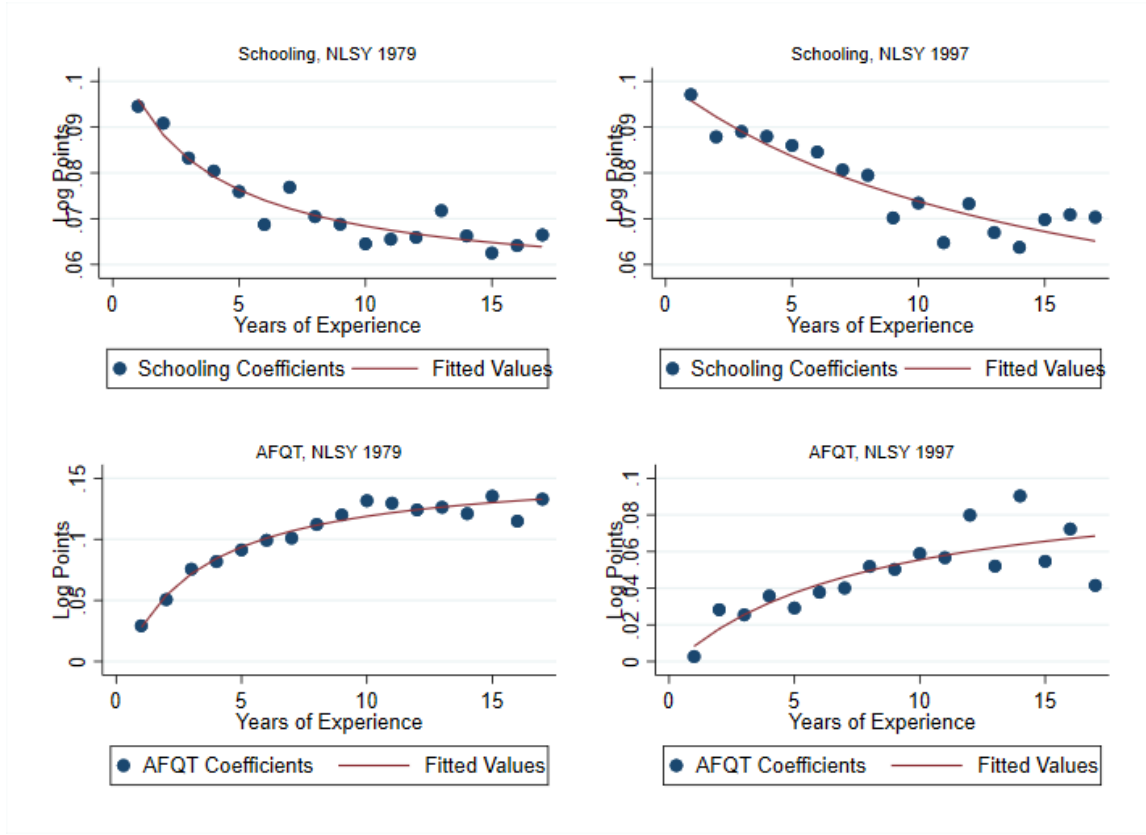 Schooling, NLSY 1979
Log Points
.1
.09
.08
.07
.06
0 5 10 15
Years of Experience
Schooling Coefficients Fitted Values
Schooling, NLSY 1997
Log Points
.1
.09
.08
.07
.06
0 5 10 15
Years of Experience
Schooling Coefficients Fitted Values
AFQT, NLSY 1979
Log Points
.15
.1
.05
0
0 5 10 15
Years of Experience
AFQT Coefficients Fitted Values
AFQT, NLSY 1997
Log Points
.1
.08
.06
.04
.02
0
0 5 10 15
Years of Experience
AFQT Coefficients Fitted Values